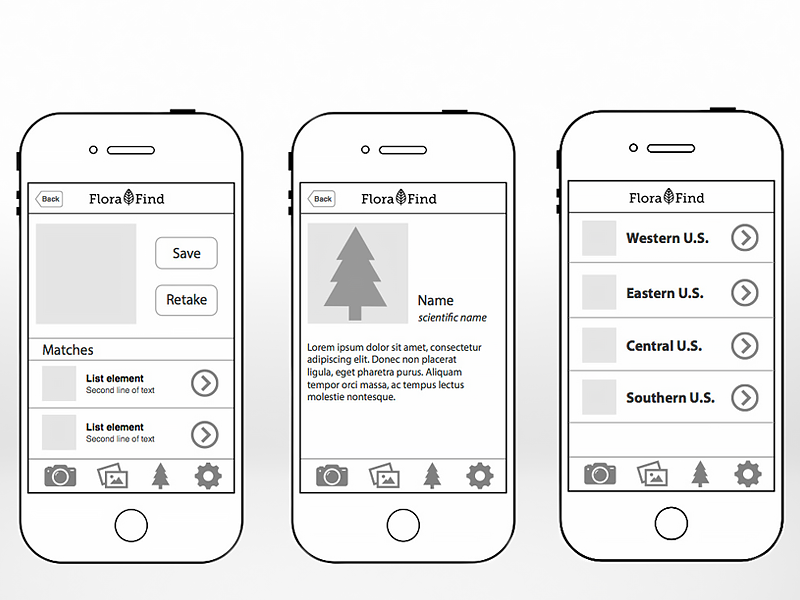 Back
Flora Find
Save
Retake
Matches
List element
Second line of text
List element
Second line of text
Back
Flora Find
Name
scientific name
Lorem ipsum dolor sit amet, consectetur
adipiscing elit. Donec non placerat
ligula, eget pharetra purus. Aliquam
tempor orci massa, ac tempus lectus
molestie nontesque.
Flora Find
Western U.S.
Eastern U.S.
Central U.S.
Southern U.S.